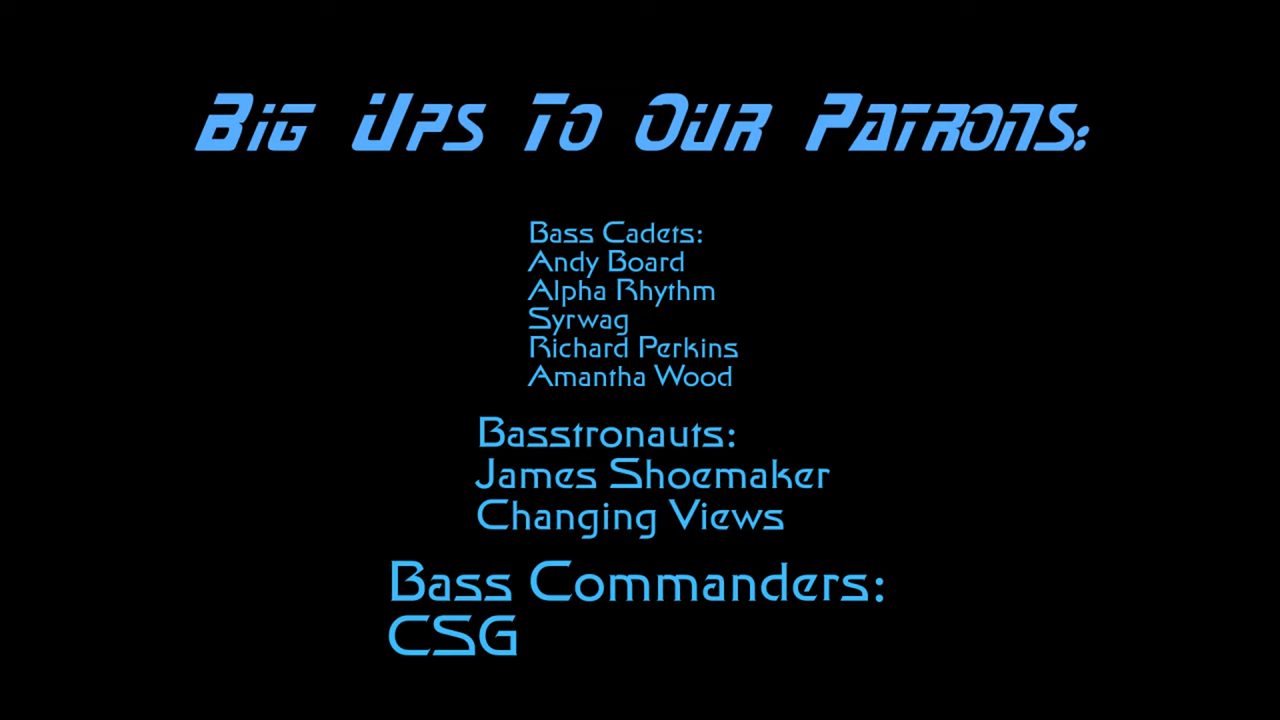 Big Ups To Our Patrons:
Bass Cadets:
Andy Board
Alpha Rhythm
Syrwag
Richard Perkins
Amantha Wood
Basstronauts:
James Shoemaker
Changing Views
Bass Commanders:
CSG